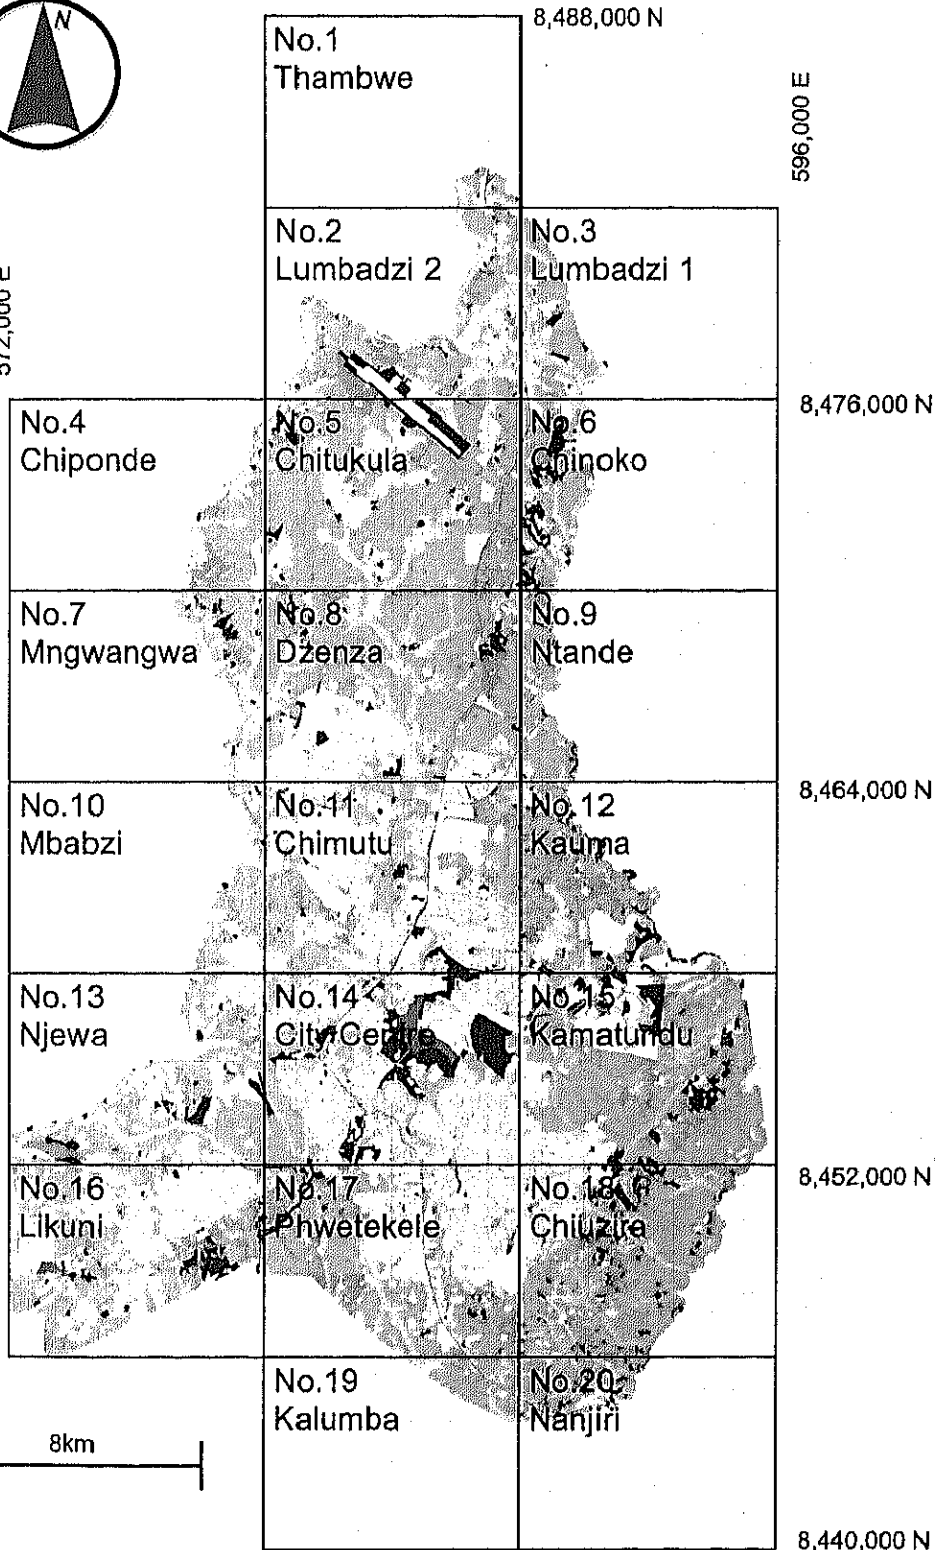 N
8,488,000 N
No.1
Thambwe
596,000 E
No.2
Lumbadzi 2
No.3
Lumbadzi 1
572,000 E
8,476,000 N
No.4
Chiponde
No.5
Chitukula
No.6
Chinoko
No.7
Mngwangwa
No.8
Dzenza
No.9
Ntande
8,464,000 N
No.10
Mbabzi
No.11
Chimutu
No.12
Kauma
No.13
Njewa
No.14
City Centre
No.15
Kamatundu
8,452,000 N
No.16
Likuni
No.17
Phwetekele
No.18
Chiuzira
No.19
Kalumba
No.20
Nanjiri
8km
8,440,000 N